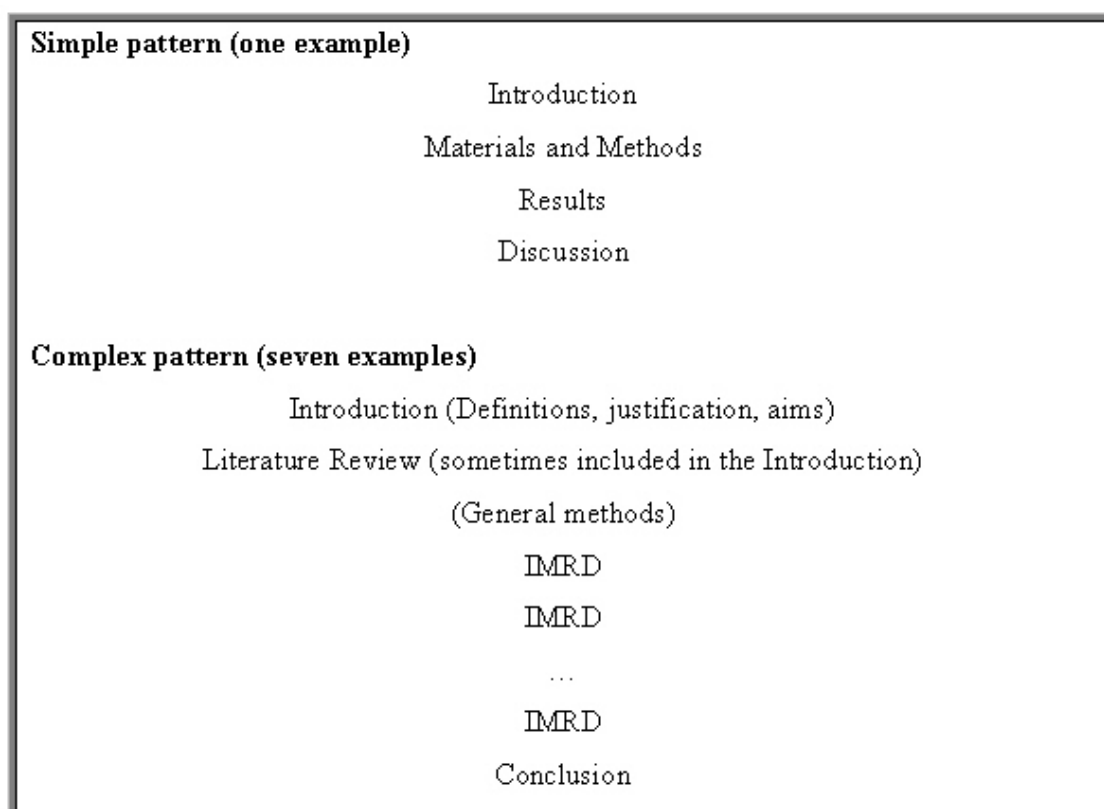 Simple pattern (one example)
Introduction
Materials and Methods
Results
Discussion
Complex pattern (seven examples)
Introduction (Definitions, justification, aims)
Literature Review (sometimes included in the Introduction)
(General methods)
IMRD
IMRD
...
IMRD
Conclusion